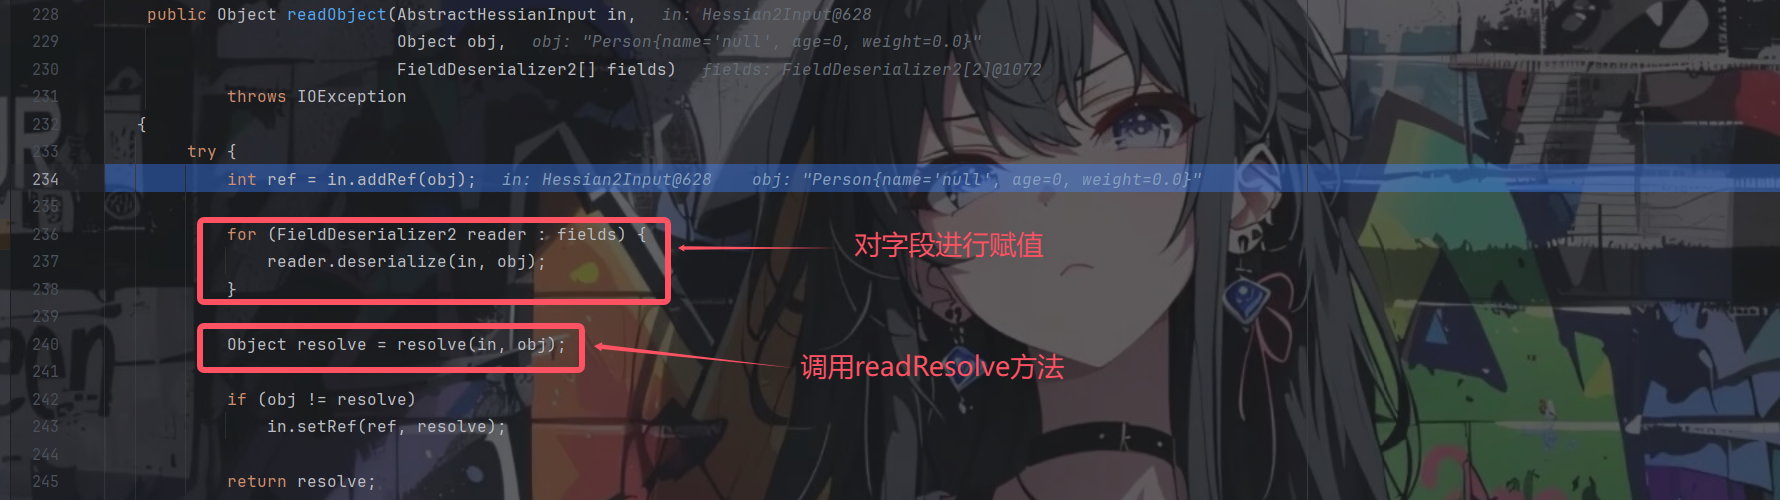 228 public Object readObject(AbstractHessianInput in, in: Hessian2Input@628
229 Object obj, obj: "Person{name='null', age=0, weight=0.0}"
230 FieldDeserializer2[] fields) fields: FieldDeserializer2[2]@1072
231 throws IOException
232 {
233 try {
234 int ref = in.addRef(obj); in: Hessian2Input@628 obj: "Person{name='null', age=0, weight=0.0}"
235
236 for (FieldDeserializer2 reader : fields) {
对字段进行赋值
237 reader.deserialize(in, obj);
238 }
239
240 Object resolve = resolve(in, obj);
调用readResolve方法
241
242 if (obj != resolve)
243 in.setRef(ref, resolve);
244
245 return resolve;